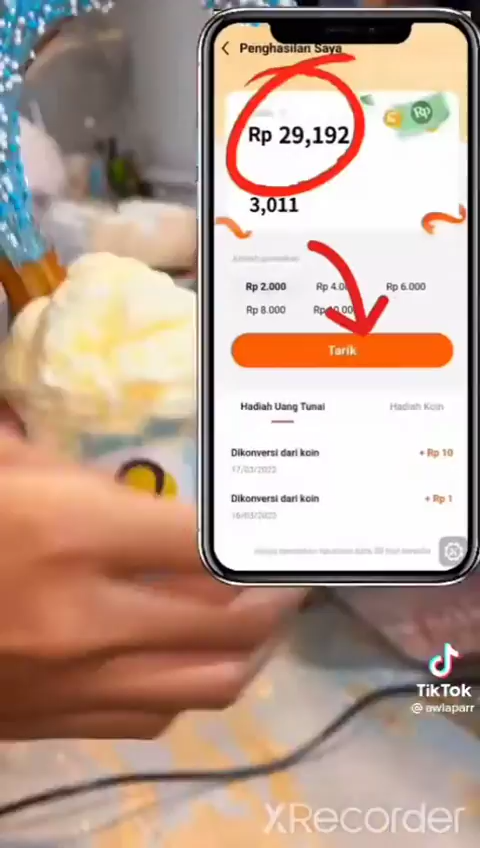 Penghasilan Saya
Rp 29,192
Rp
3,011
Rp 2.000
Rp 6.000
Rp 8.000
Tarik
Hadiah Uang Tunai
Hadiah Koin
Dikonversi dari koin
+ Rp 10
17/03/2023
Dikonversi dari koin
+ Rp 1
16/03/2023
TikTok
@ awlaparr
XRecorder